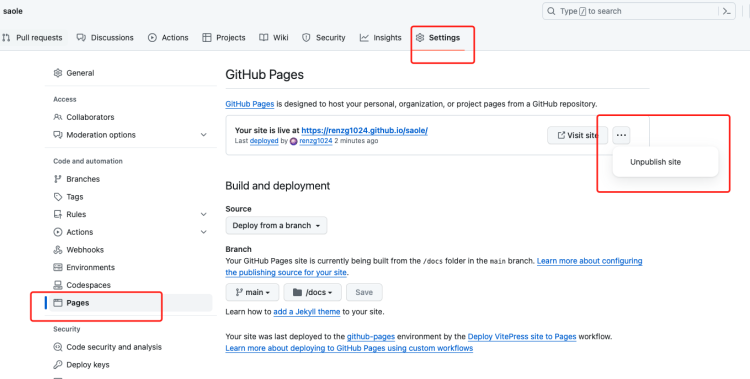 saole
Type / to search
Pull requests
Discussions
Actions
Projects
Wiki
Security
Insights
Settings
General
Access
Collaborators
Moderation options
Code and automation
Branches
Tags
Rules
Actions
Webhooks
Environments
Codespaces
Pages
Security
Code security and analysis
Deploy keys
GitHub Pages
GitHub Pages is designed to host your personal, organization, or project pages from a GitHub repository.
Your site is live at https://renzg1024.github.io/saole/
Last deployed by renzg1024 2 minutes ago
Visit site
Unpublish site
Build and deployment
Source
Deploy from a branch
Branch
Your GitHub Pages site is currently being built from the /docs folder in the main branch. Learn more about configuring
the publishing source for your site.
main
/docs
Save
Learn how to add a Jekyll theme to your site.
Your site was last deployed to the github-pages environment by the Deploy VitePress site to Pages workflow.
Learn more about deploying to GitHub Pages using custom workflows